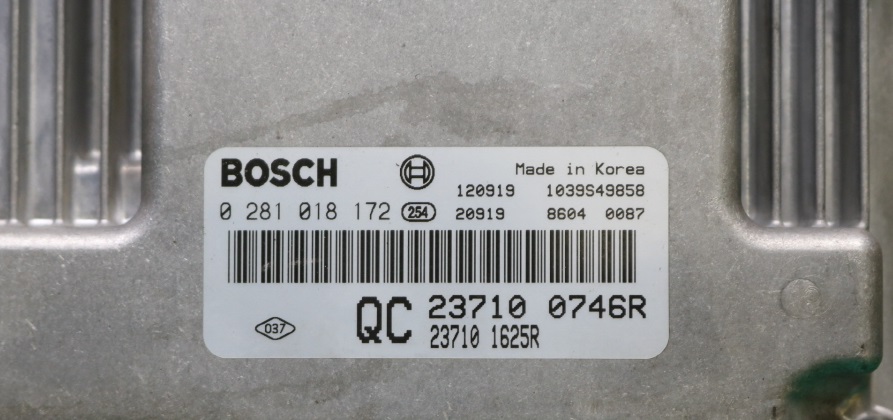 BOSCH
Made in Korea
120919 1039S49858
0 281 018 172 254 20919 8604 0087
037 QC 23710 0746R
23710 1625R